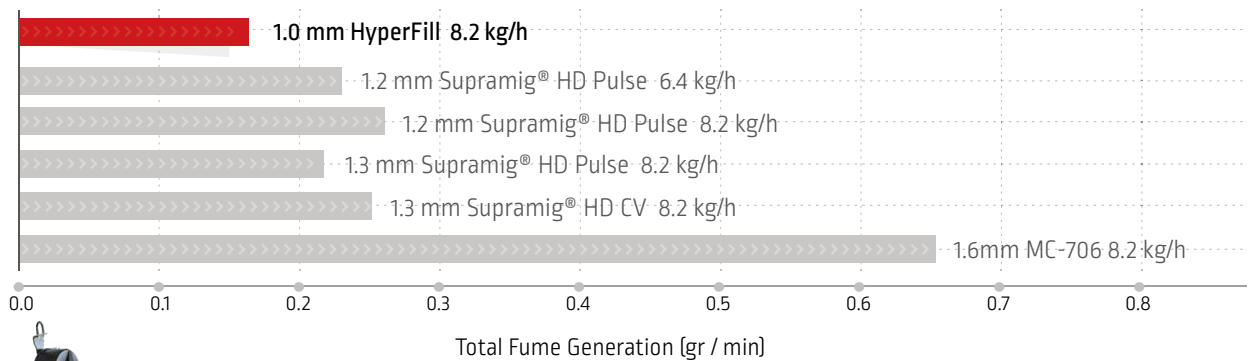 1.0 mm HyperFill 8.2 kg/h
1.2 mm Supramig® HD Pulse 6.4 kg/h
1.2 mm Supramig® HD Pulse 8.2 kg/h
1.3 mm Supramig® HD Pulse 8.2 kg/h
1.3 mm Supramig® HD CV 8.2 kg/h
1.6mm MC-706 8.2 kg/h
0.0 0.1 0.2 0.3 0.4 0.5 0.6 0.7 0.8
Total Fume Generation (gr / min)